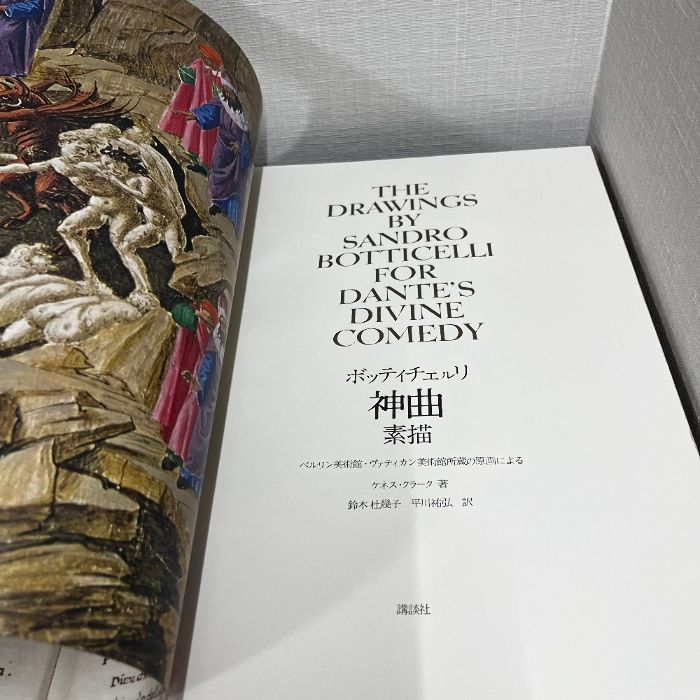 THE
DRAWINGS
BY
SANDRO
BOTTICELLI
FOR
DANTE'S
DIVINE
COMEDY
ボッティチェルリ
神曲
素描
ベルリン美術館・ヴァティカン美術館所蔵の原画による
ケネス・クラーク 著
鈴木杜幾子 平川祐弘 訳
講談社